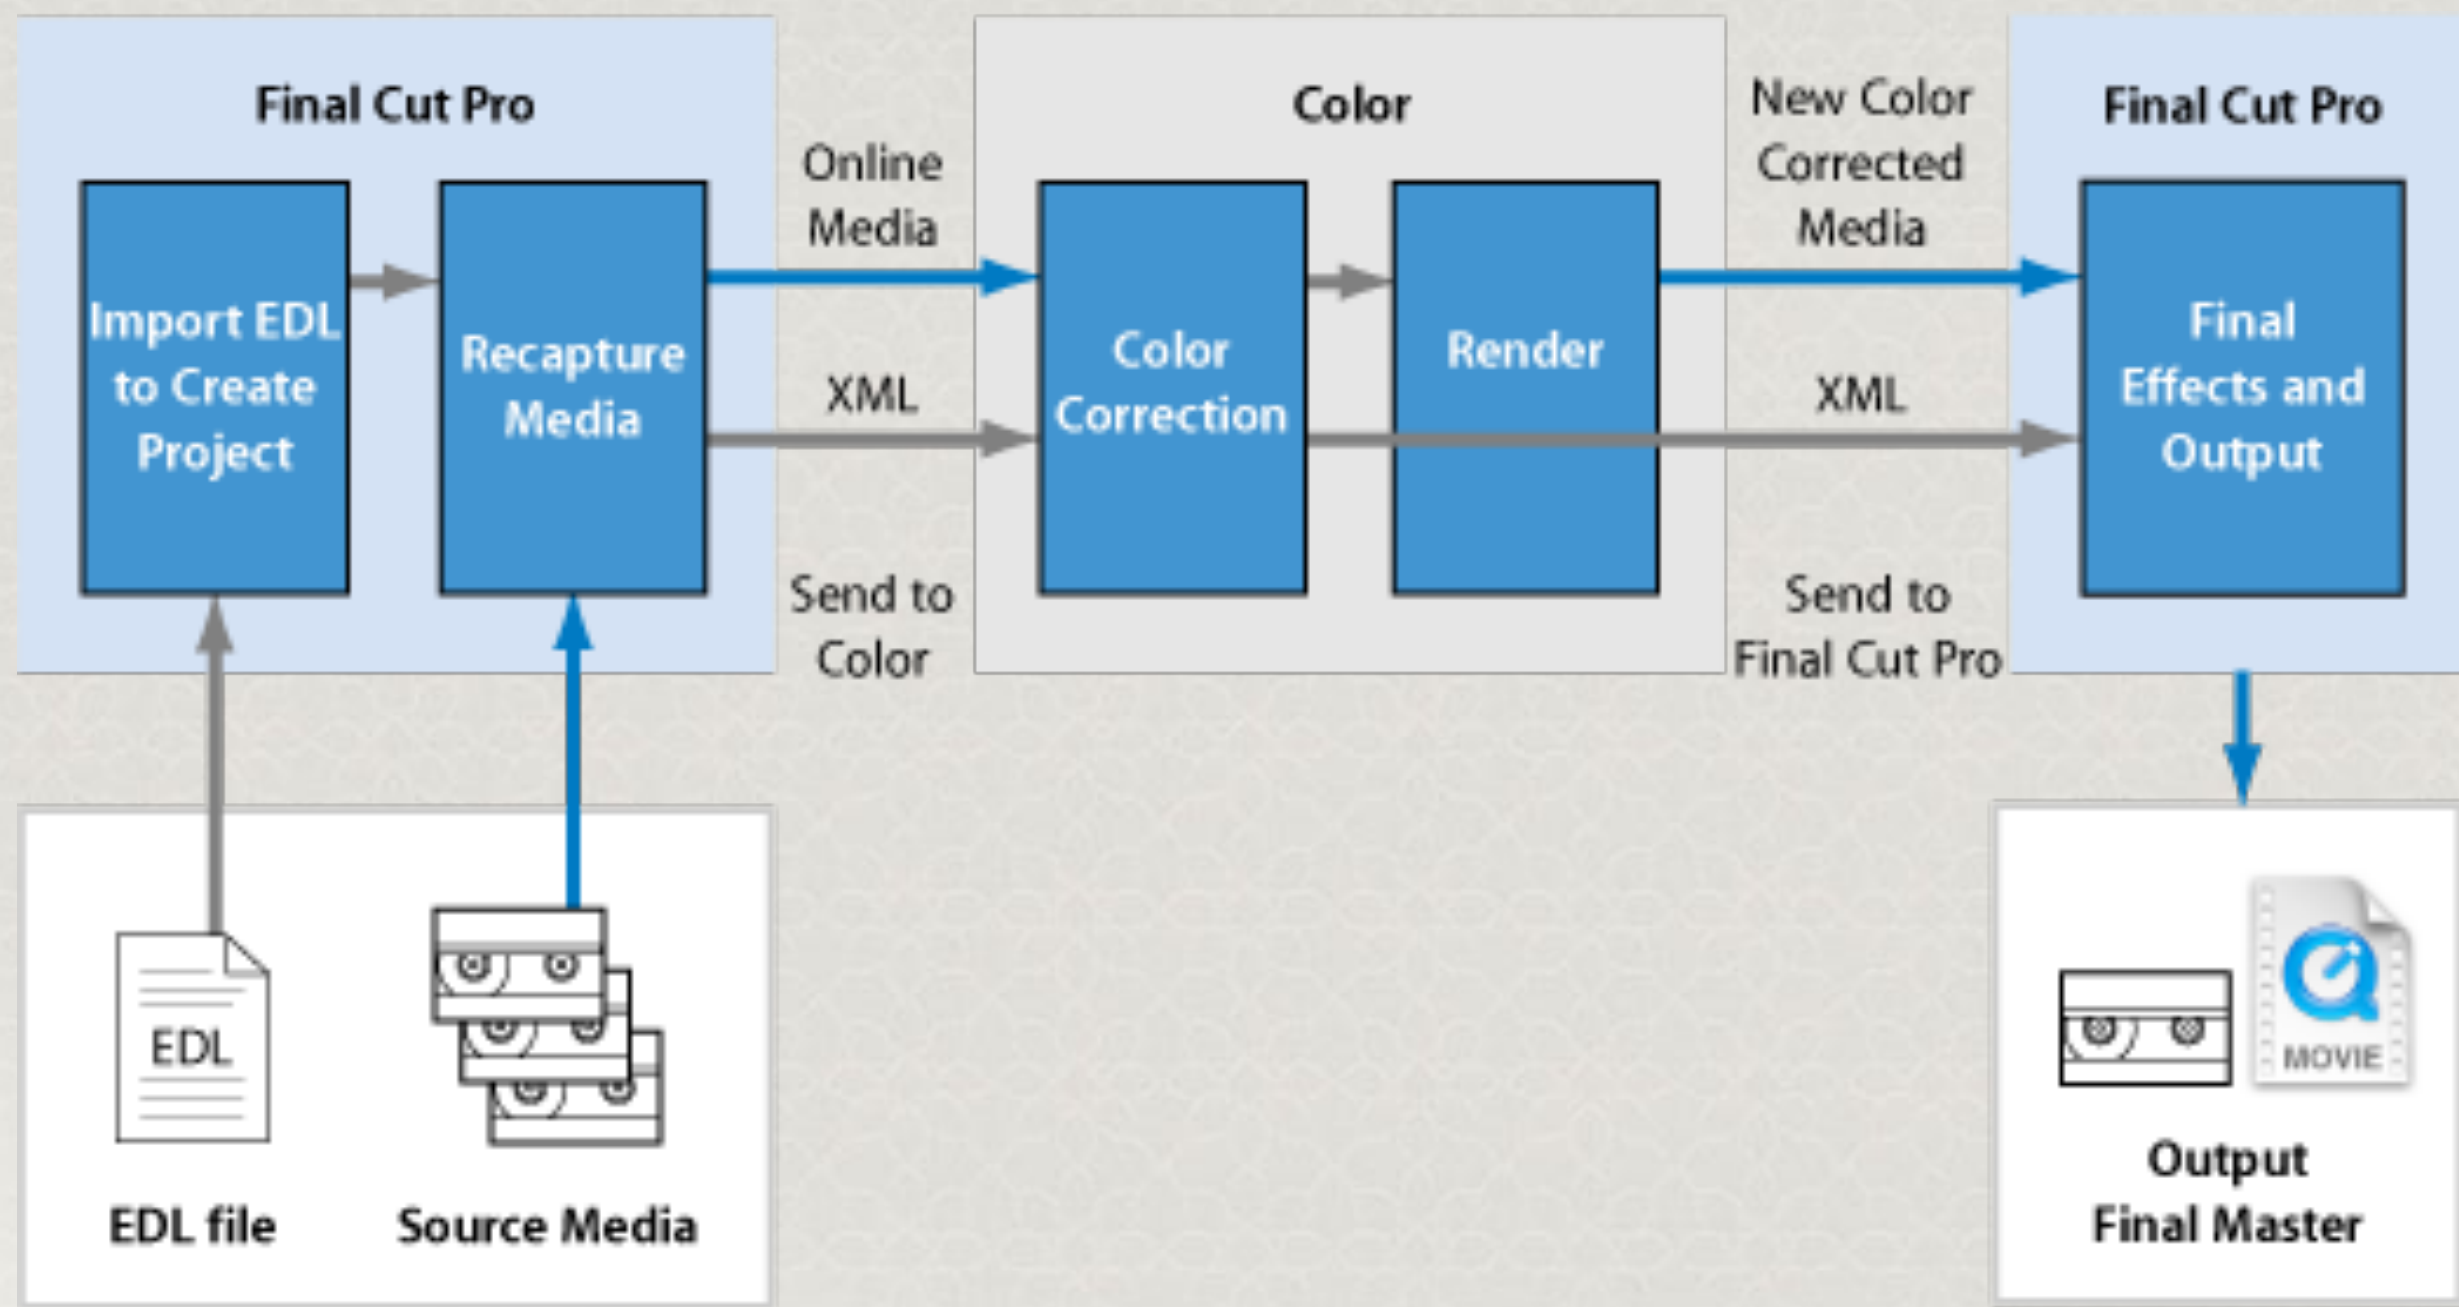 Final Cut Pro
Import EDL
to Create
Project
Recapture
Media
Online
Media
XML
Send to
Color
Color
Color
Correction
Render
New Color
Corrected
Media
XML
Send to
Final Cut Pro
Final Cut Pro
Final
Effects and
Output
EDL
EDL file
Source Media
MOVIE
Output
Final Master